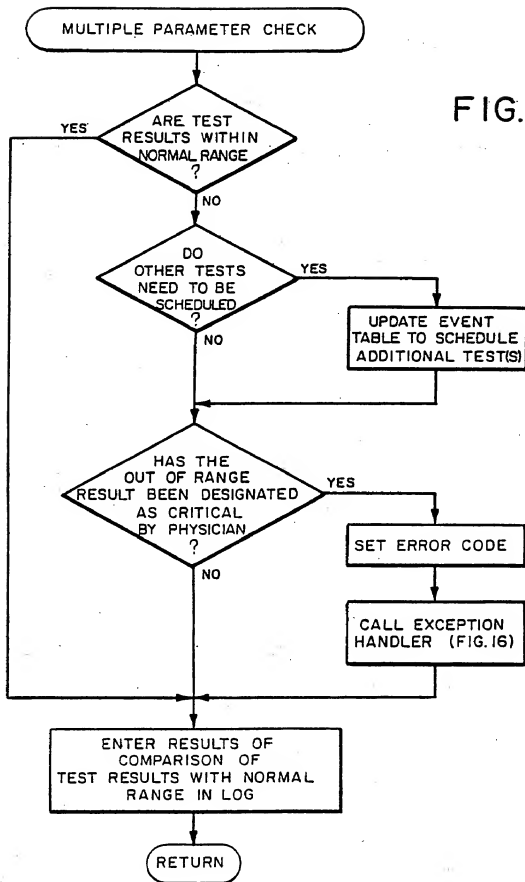 MULTIPLE PARAMETER CHECK
FIG.
ARE TEST
RESULTS WITHIN
NORMAL RANGE
?
YES
NO
DO
OTHER TESTS
NEED TO BE
SCHEDULED
?
YES
NO
UPDATE EVENT
TABLE TO SCHEDULE
ADDITIONAL TEST(S)
HAS THE
OUT OF RANGE
RESULT BEEN DESIGNATED
AS CRITICAL
BY PHYSICIAN
?
YES
NO
SET ERROR CODE
CALL EXCEPTION
HANDLER (FIG. 16)
ENTER RESULTS OF
COMPARISON OF
TEST RESULTS WITH NORMAL
RANGE IN LOG
RETURN